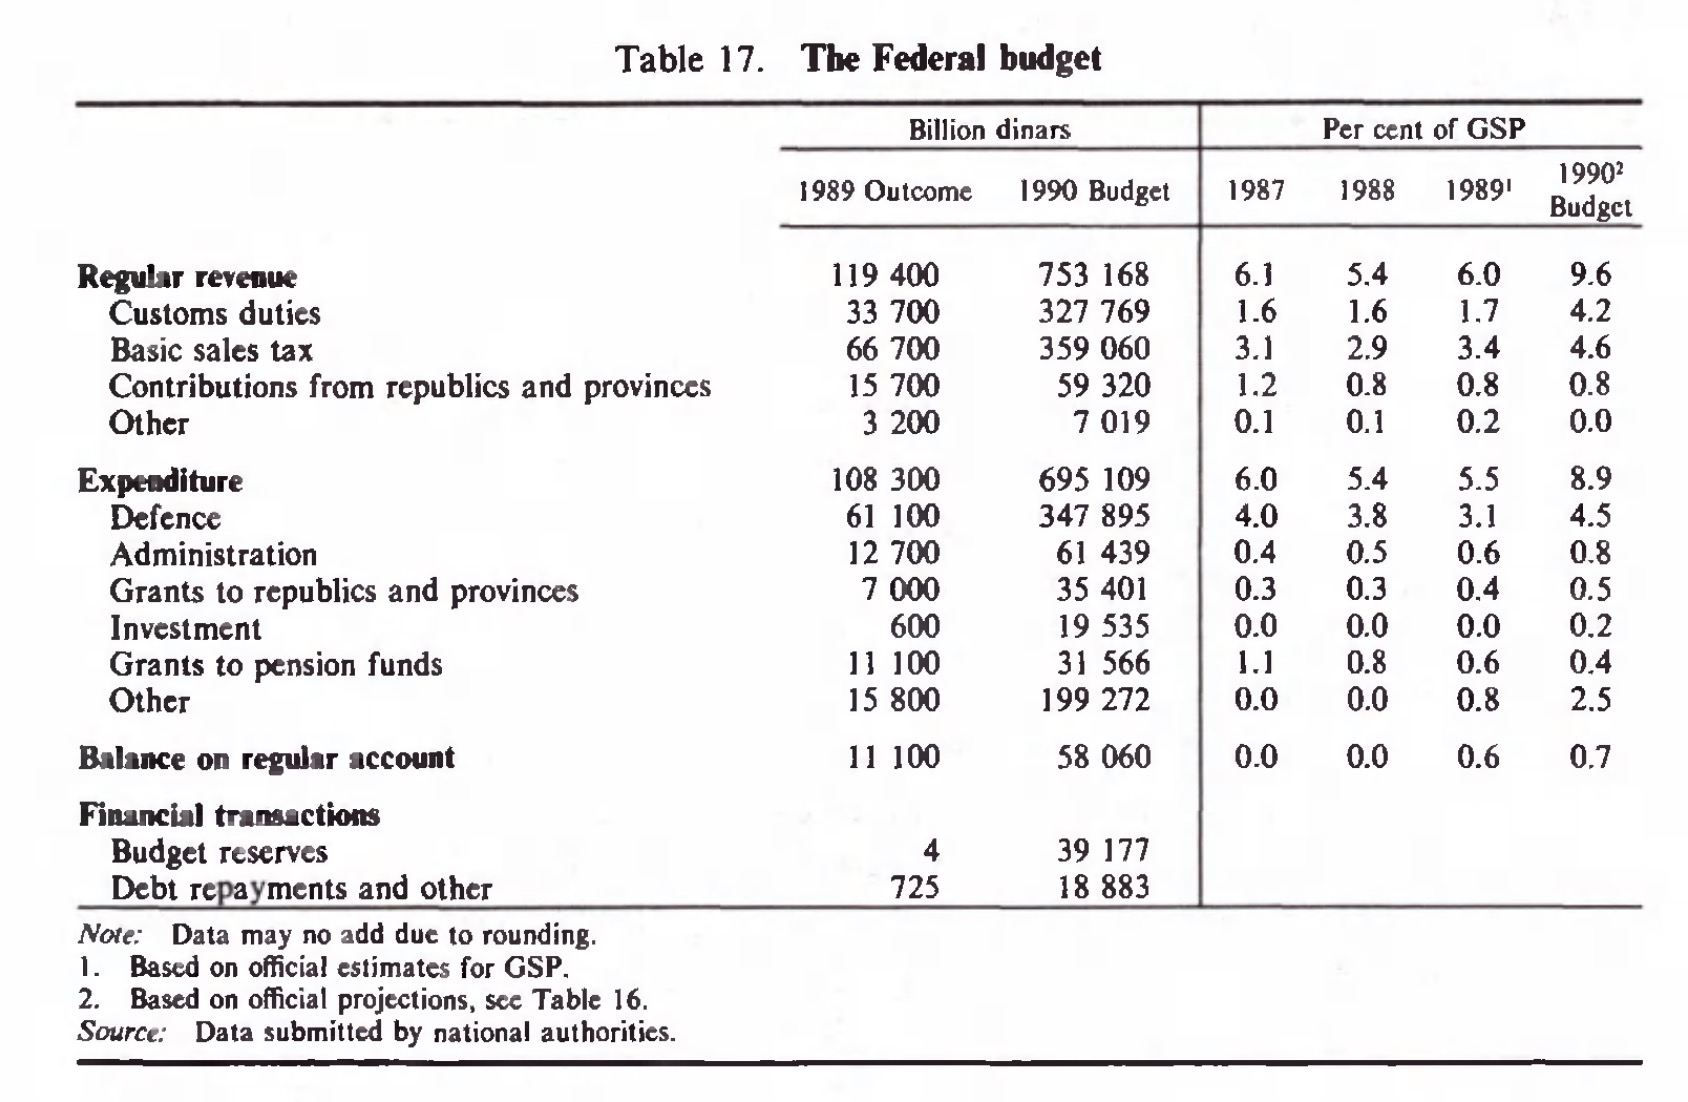 Table 17. The Federal budget
Billion dinars Per cent of GSP
1989 Outcome 1990 Budget 1987 1988 1989¹ 1990² Budget
Regular revenue 119 400 753 168 6.1 5.4 6.0 9.6
Customs duties 33 700 327 769 1.6 1.6 1.7 4.2
Basic sales tax 66 700 359 060 3.1 2.9 3.4 4.6
Contributions from republics and provinces 15 700 59 320 1.2 0.8 0.8 0.8
Other 3 200 7 019 0.1 0.1 0.2 0.0
Expenditure 108 300 695 109 6.0 5.4 5.5 8.9
Defence 61 100 347 895 4.0 3.8 3.1 4.5
Administration 12 700 61 439 0.4 0.5 0.6 0.8
Grants to republics and provinces 7 000 35 401 0.3 0.3 0.4 0.5
Investment 600 19 535 0.0 0.0 0.0 0.2
Grants to pension funds 11 100 31 566 1.1 0.8 0.6 0.4
Other 15 800 199 272 0.0 0.0 0.8 2.5
Balance on regular account 11 100 58 060 0.0 0.0 0.6 0.7
Financial transactions
Budget reserves 4 39 177
Debt repayments and other 725 18 883
Note: Data may no add due to rounding.
1. Based on official estimates for GSP.
2. Based on official projections, see Table 16.
Source: Data submitted by national authorities.